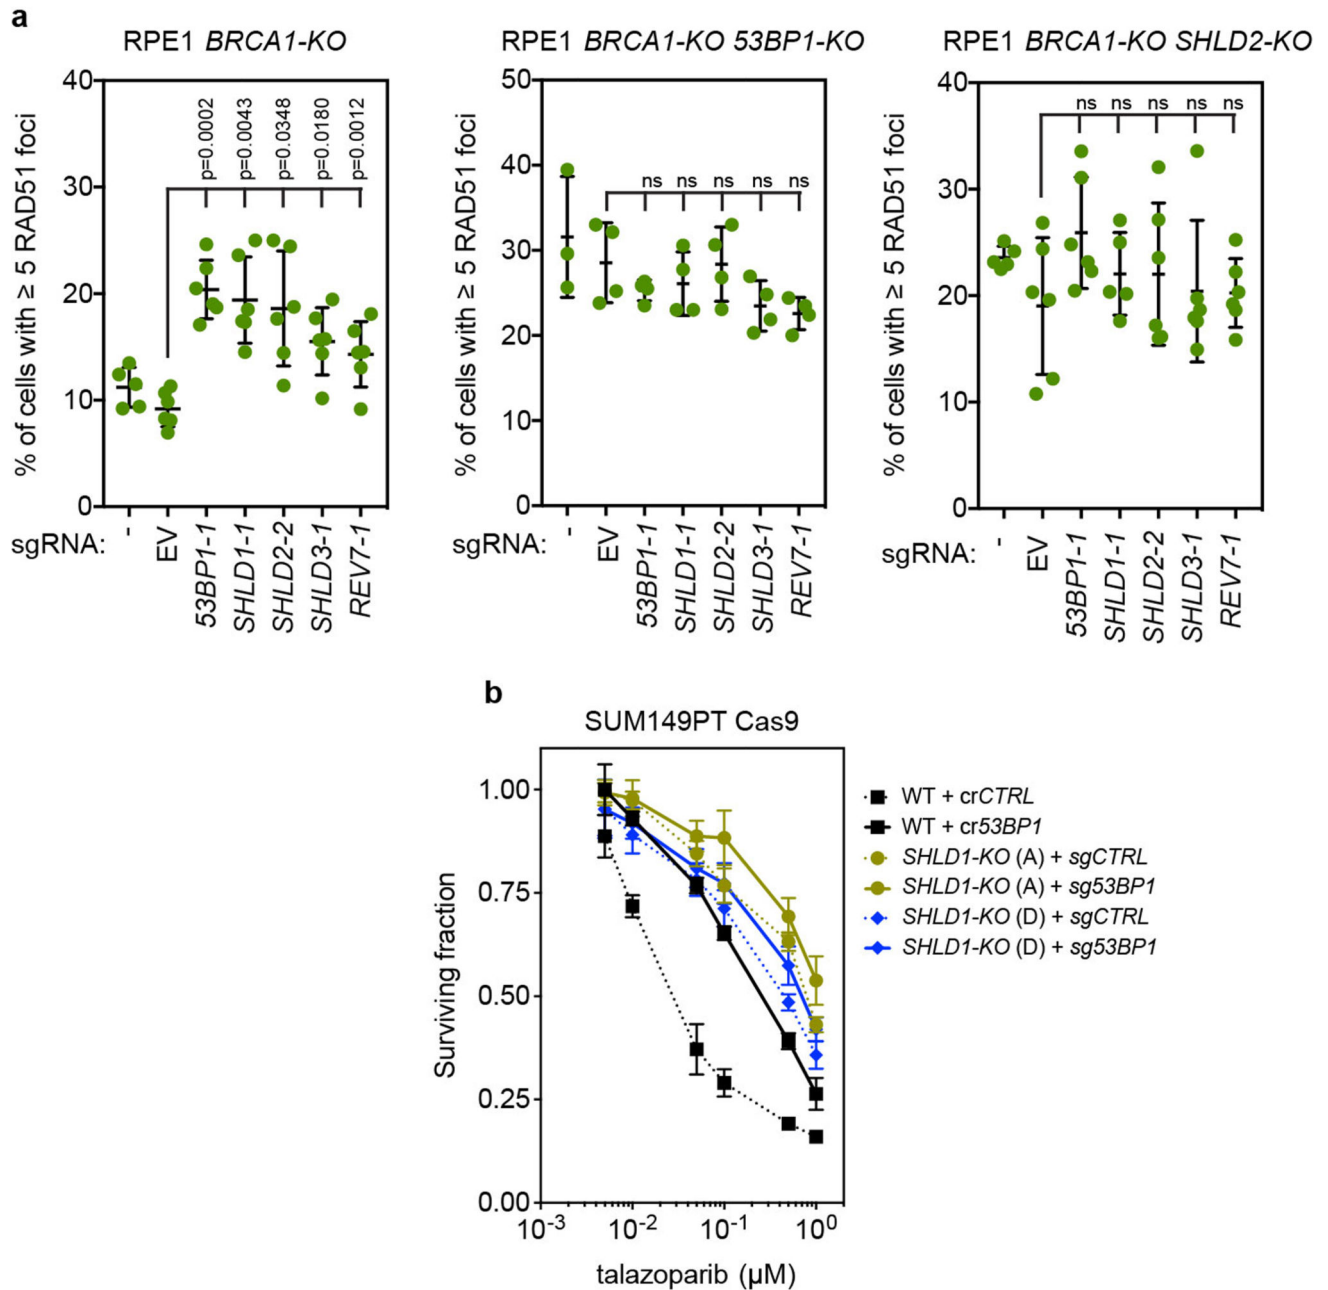 a
RPE1 BRCA1-KO
% of cells with ≥ 5 RAD51 foci
40
30
20
10
0
p=0.0002
p=0.0043
p=0.0348
p=0.0180
p=0.0012
sgRNA:
-
EV
53BP1-1
SHLD1-1
SHLD2-2
SHLD3-1
REV7-1
RPE1 BRCA1-KO 53BP1-KO
% of cells with ≥ 5 RAD51 foci
50
40
30
20
10
0
ns
ns
ns
ns
ns
sgRNA:
-
EV
53BP1-1
SHLD1-1
SHLD2-2
SHLD3-1
REV7-1
RPE1 BRCA1-KO SHLD2-KO
% of cells with ≥ 5 RAD51 foci
40
30
20
10
0
ns
ns
ns
ns
ns
sgRNA:
-
EV
53BP1-1
SHLD1-1
SHLD2-2
SHLD3-1
REV7-1
b
SUM149PT Cas9
Surviving fraction
1.00
0.75
0.50
0.25
0.00
10⁻³
10⁻²
10⁻¹
10⁰
talazoparib (µM)
WT + crCTRL
WT + cr53BP1
SHLD1-KO (A) + sgCTRL
SHLD1-KO (A) + sg53BP1
SHLD1-KO (D) + sgCTRL
SHLD1-KO (D) + sg53BP1